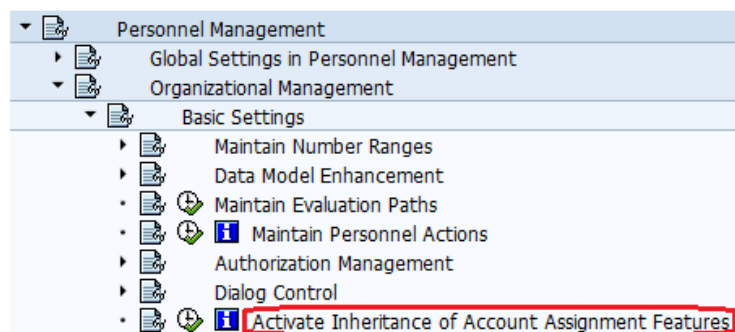 Personnel Management
Global Settings in Personnel Management
Organizational Management
Basic Settings
Maintain Number Ranges
Data Model Enhancement
Maintain Evaluation Paths
Maintain Personnel Actions
Authorization Management
Dialog Control
Activate Inheritance of Account Assignment Features